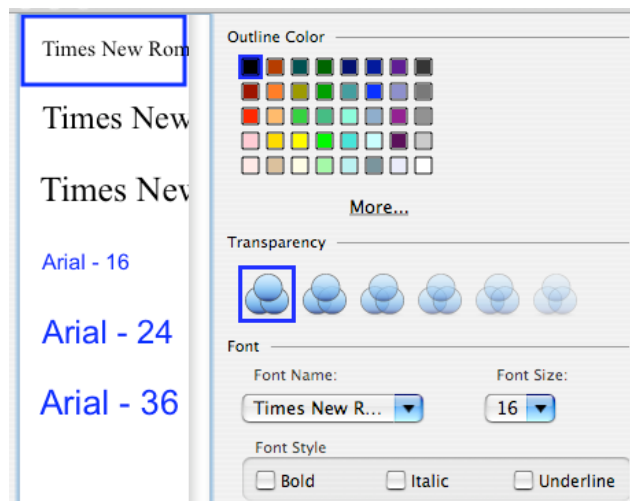 Times New Rom
Times New
Times New
Arial - 16
Arial - 24
Arial - 36
Outline Color
More...
Transparency
Font
Font Name:
Font Size:
Times New R...
16
Font Style
Bold
Italic
Underline